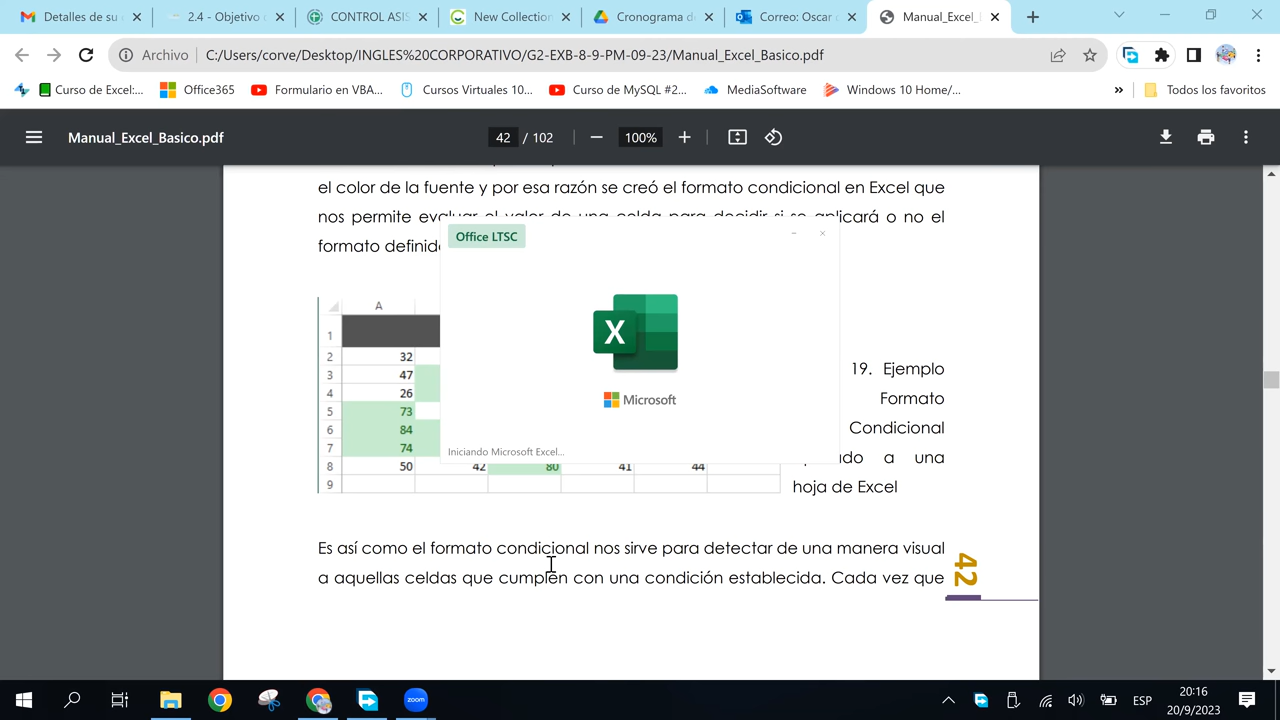 Detalles de su
2.4 - Objetivo
CONTROL ASIS
New Collection
Cronograma de
Correo: Oscar
Manual_Excel_
Archivo
C:/Users/corve/Desktop/INGLES%20CORPORATIVO/G2-EXB-8-9-PM-09-23/Manual_Excel_Basico.pdf
Curso de Excel:...
Office365
Formulario en VBA...
Cursos Virtuales 10...
Curso de MySQL #2...
MediaSoftware
Windows 10 Home/...
»
Todos los favoritos
Manual_Excel_Basico.pdf
42 / 102
100%
el color de la fuente y por esa razón se creó el formato condicional en Excel que
nos permite evaluar el valor de una celda para decidir si se aplicará o no el
formato definido
Office LTSC
X
Microsoft
Iniciando Microsoft Excel...
A
1
2 32
3 47
4 26
5 73
6 84
7 74
8 50 42 80 41 44
9
19. Ejemplo
Formato
Condicional
do a una
hoja de Excel
Es así como el formato condicional nos sirve para detectar de una manera visual
a aquellas celdas que cumplen con una condición establecida. Cada vez que
42
zoom
ESP
20:16
20/9/2023